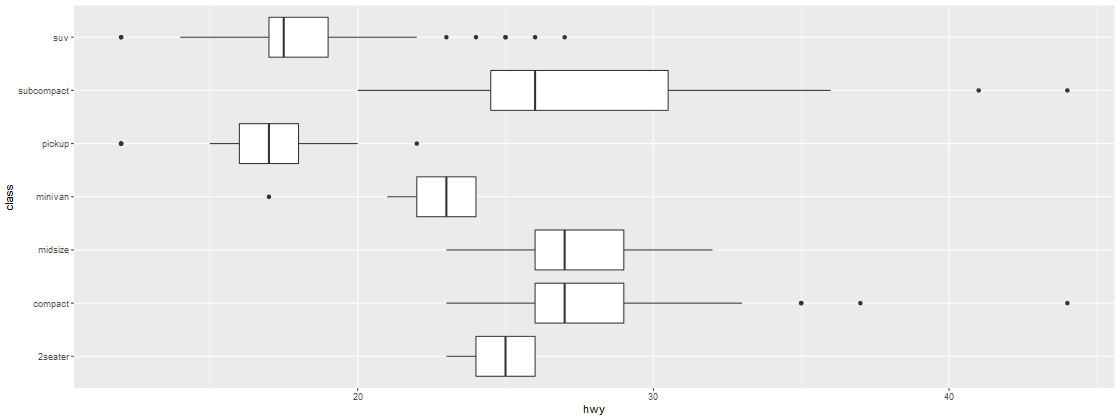 suv
subcompact
pickup
minivan
midsize
compact
2seater
class
20 30 40
hwy